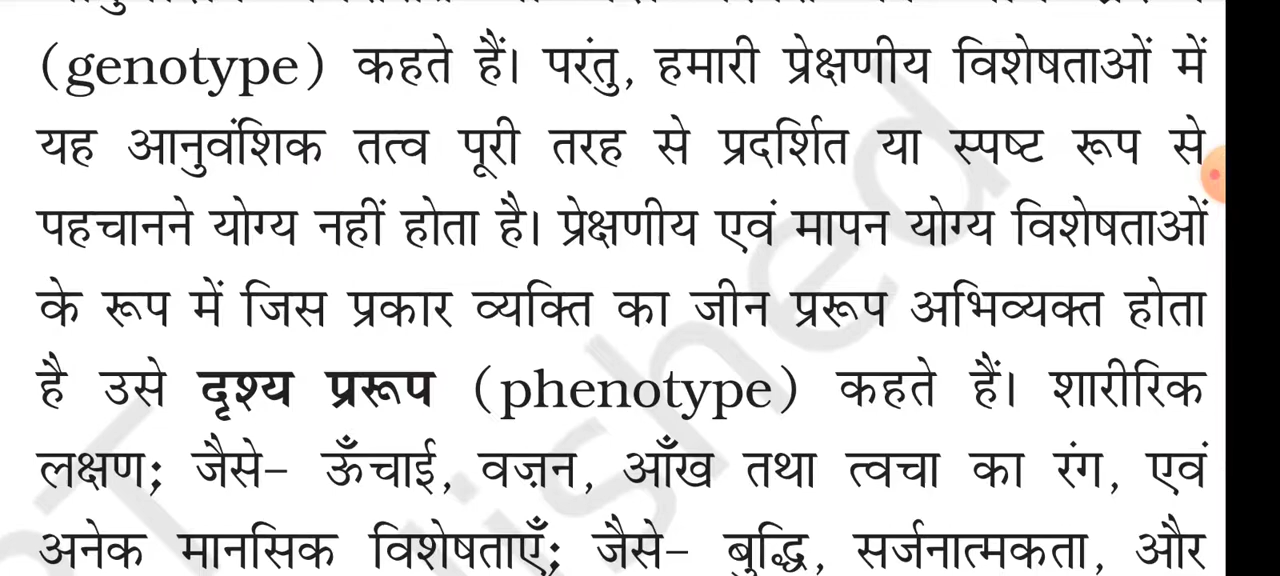 (genotype) कहते हैं। परंतु, हमारी प्रेक्षणीय विशेषताओं में
यह आनुवंशिक तत्व पूरी तरह से प्रदर्शित या स्पष्ट रूप से
पहचानने योग्य नहीं होता है। प्रेक्षणीय एवं मापन योग्य विशेषताओं
के रूप में जिस प्रकार व्यक्ति का जीन प्ररूप अभिव्यक्त होता
है उसे दृश्य प्ररूप (phenotype) कहते हैं। शारीरिक
लक्षण; जैसे– ऊँचाई, वज़न, आँख तथा त्वचा का रंग, एवं
अनेक मानसिक विशेषताएँ; जैसे– बुद्धि, सर्जनात्मकता, और